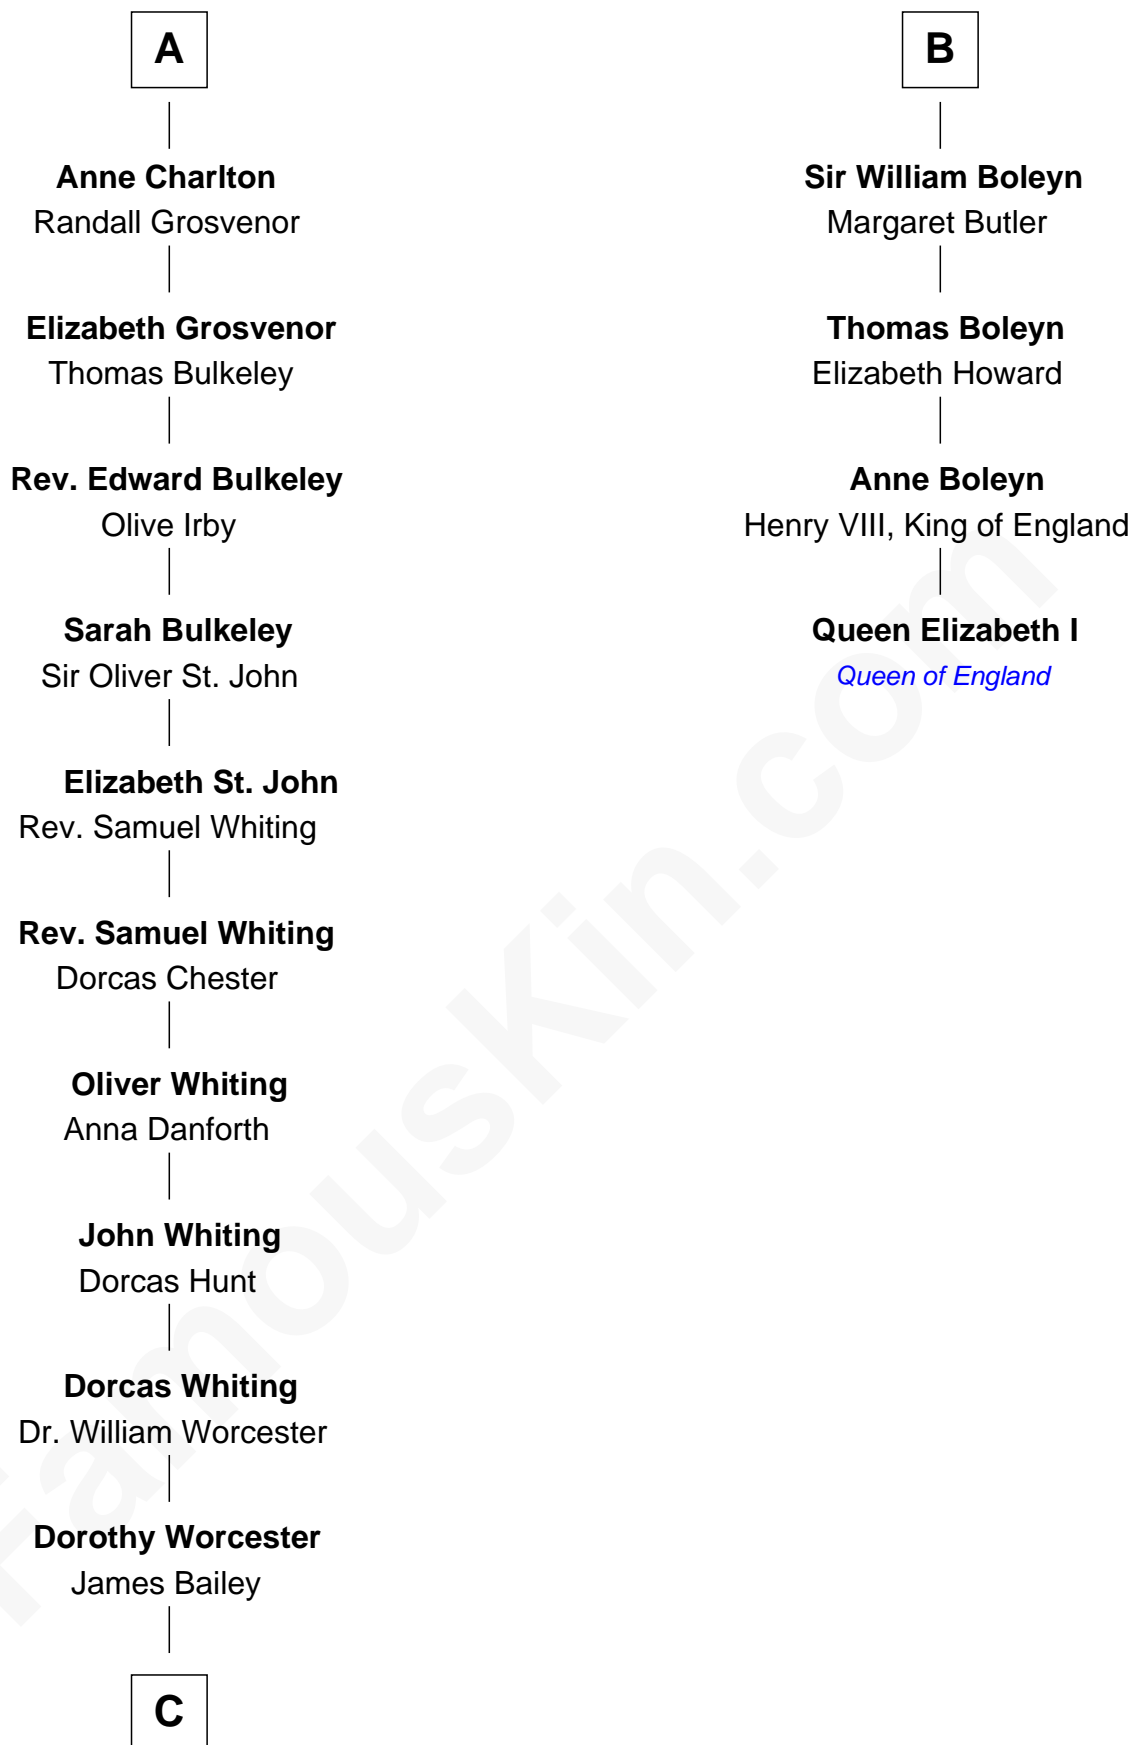 A
Anne Charlton
Randall Grosvenor
Elizabeth Grosvenor
Thomas Bulkeley
Rev. Edward Bulkeley
Olive Irby
Sarah Bulkeley
Sir Oliver St. John
Elizabeth St. John
Rev. Samuel Whiting
Rev. Samuel Whiting
Dorcas Chester
Oliver Whiting
Anna Danforth
John Whiting
Dorcas Hunt
Dorcas Whiting
Dr. William Worcester
Dorothy Worcester
James Bailey
C
B
Sir William Boleyn
Margaret Butler
Thomas Boleyn
Elizabeth Howard
Anne Boleyn
Henry VIII, King of England
Queen Elizabeth I
Queen of England
FamousKin.com